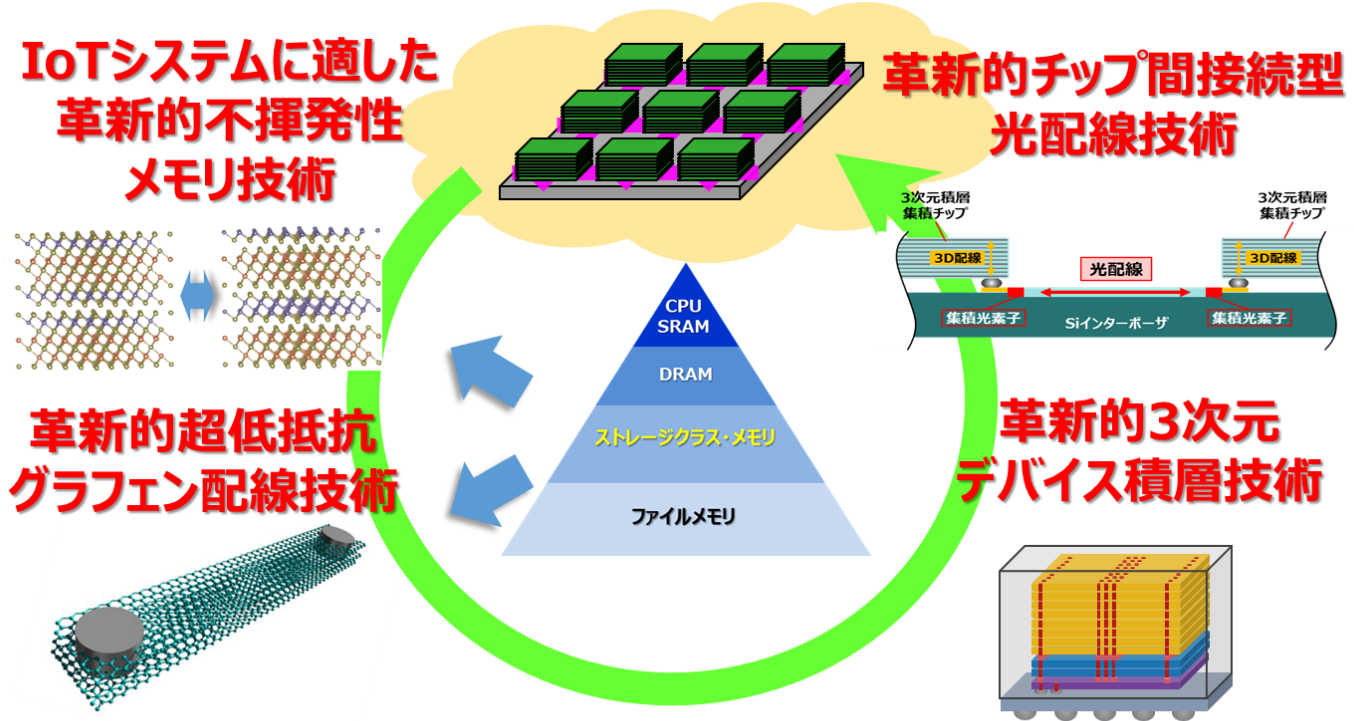 IoTシステムに適した
革新的不揮発性
メモリ技術
革新的チップ間接続型
光配線技術
3次元積層
集積チップ
3次元積層
集積チップ
3D配線
光配線
3D配線
集積光素子
Siインターポーザ
集積光素子
CPU
SRAM
DRAM
ストレージクラス・メモリ
ファイルメモリ
革新的超低抵抗
グラフェン配線技術
革新的3次元
デバイス積層技術